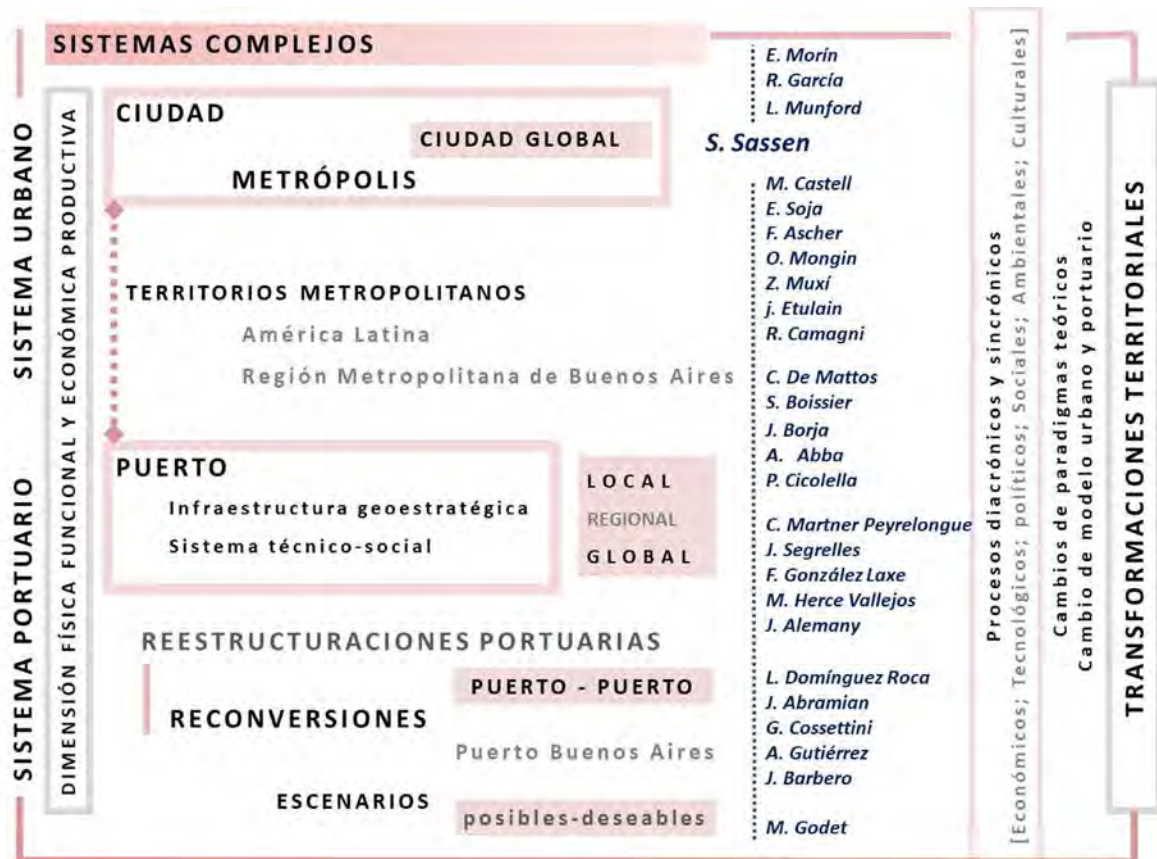 SISTEMAS COMPLEJOS
SISTEMA URBANO
SISTEMA PORTUARIO
DIMENSIÓN FÍSICA FUNCIONAL Y ECONÓMICA PRODUCTIVA
CIUDAD
CIUDAD GLOBAL
METRÓPOLIS
TERRITORIOS METROPOLITANOS
América Latina
Región Metropolitana de Buenos Aires
PUERTO
Infraestructura geoestratégica
Sistema técnico-social
LOCAL
REGIONAL
GLOBAL
REESTRUCTURACIONES PORTUARIAS
PUERTO - PUERTO
RECONVERSIONES
Puerto Buenos Aires
ESCENARIOS
posibles-deseables
E. Morín
R. García
L. Munford
S. Sassen
M. Castell
E. Soja
F. Ascher
O. Mongin
Z. Muxí
j. Etulain
R. Camagni
C. De Mattos
S. Boissier
J. Borja
A. Abba
P. Cicolella
C. Martner Peyrelongue
J. Segrelles
F. González Laxe
M. Herce Vallejos
J. Alemany
L. Domínguez Roca
J. Abramian
G. Cossettini
A. Gutiérrez
J. Barbero
M. Godet
Procesos diacrónicos y sincrónicos
[Económicos; Tecnológicos; políticos; Sociales; Ambientales; Culturales]
Cambios de paradigmas teóricos
Cambio de modelo urbano y portuario
TRANSFORMACIONES TERRITORIALES